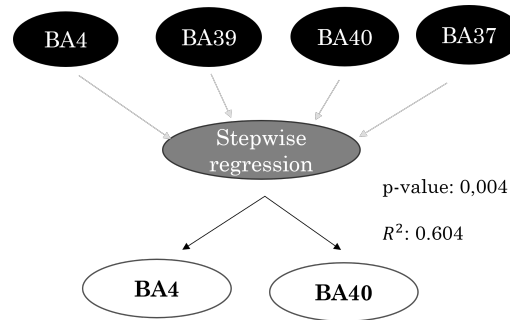 BA4
BA39
BA40
BA37
Stepwise
regression
p-value: 0,004
R²: 0.604
BA4
BA40